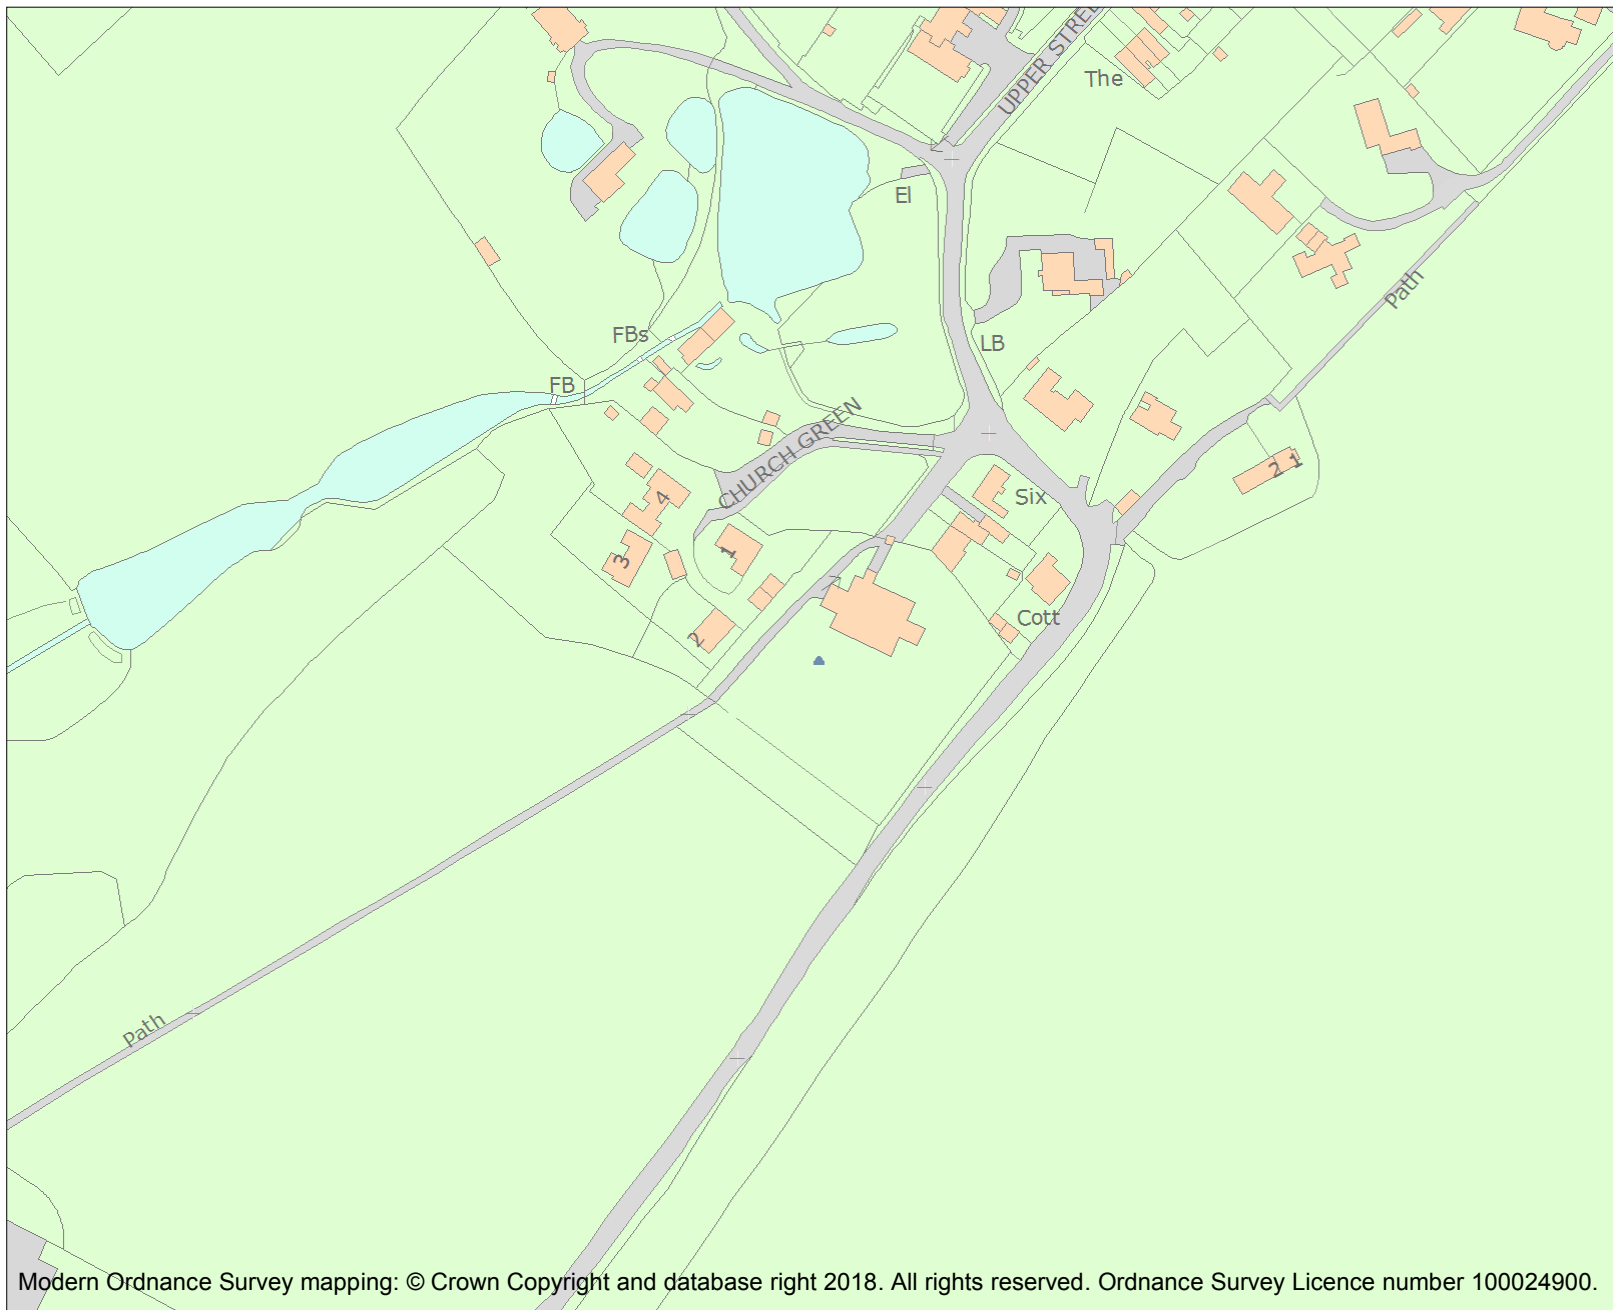 UPPER STREE
The
El
Path
FBs
LB
FB
CHURCH GREEN
2 1
4
Six
1
3
Cott
2
Path
Modern Ordnance Survey mapping: © Crown Copyright and database right 2018. All rights reserved. Ordnance Survey Licence number 100024900.